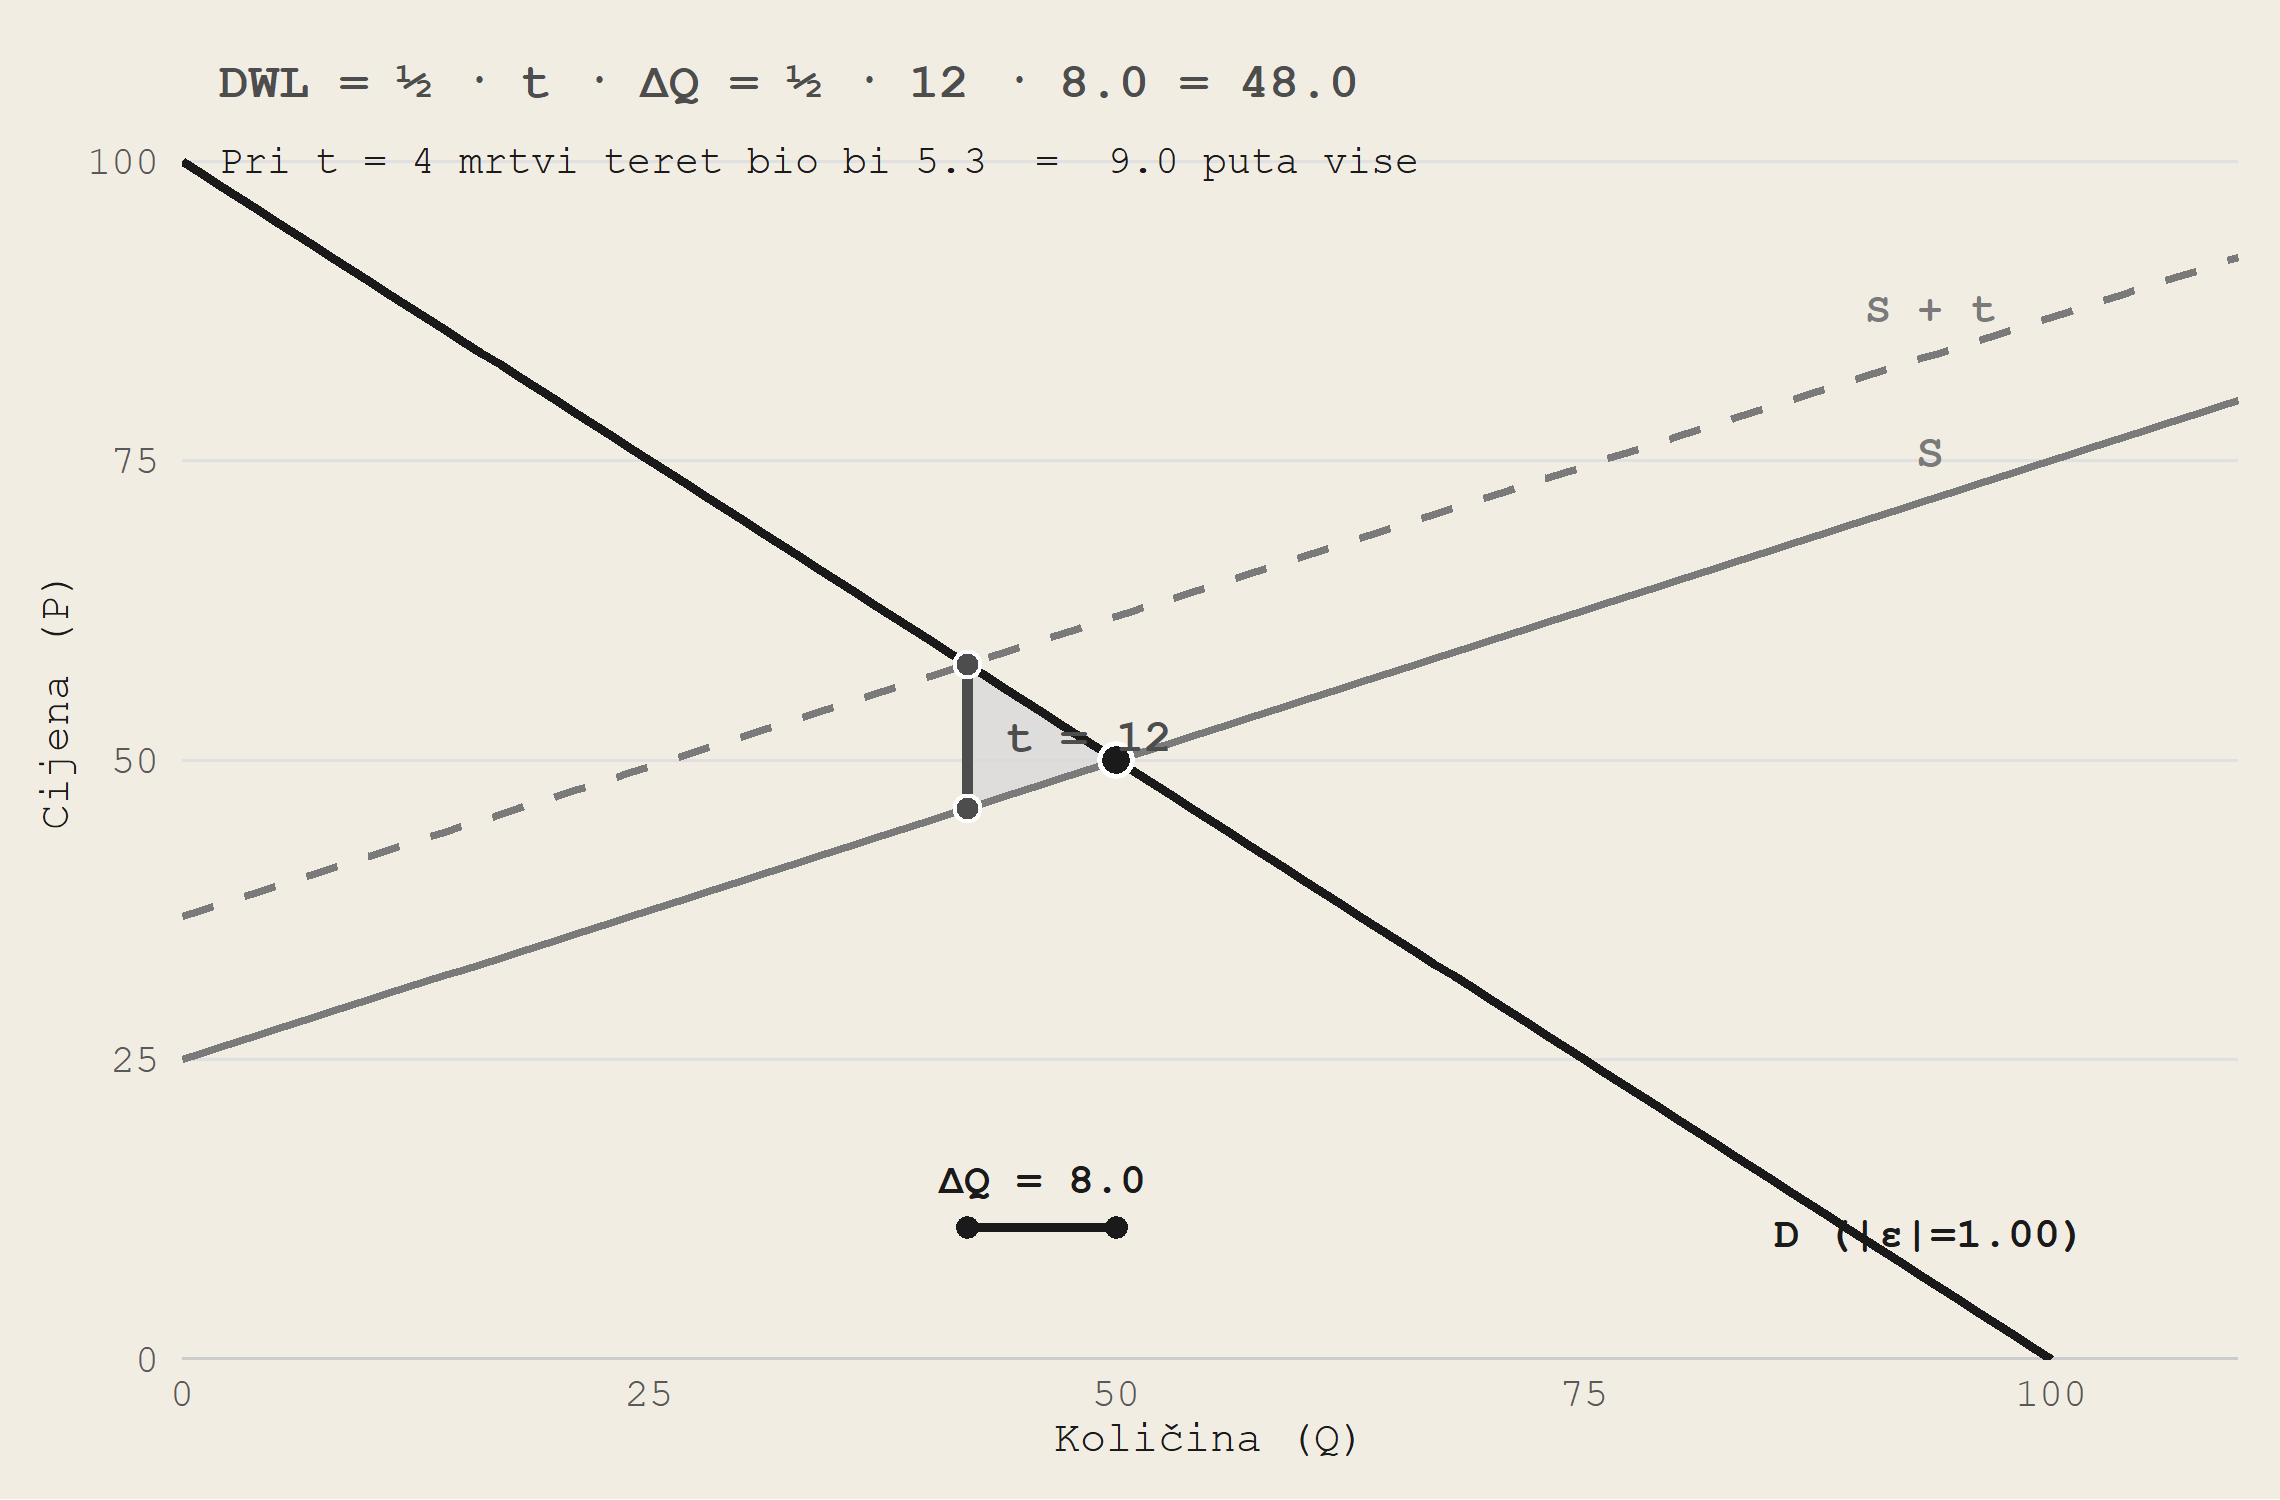 DWL = ½ · t · ΔQ = ½ · 12 · 8.0 = 48.0
Pri t = 4 mrtvi teret bio bi 5.3 = 9.0 puta vise
100
75
50
25
0
Cijena (P)
S + t
S
t = 12
ΔQ = 8.0
D (|ε|=1.00)
0 25 50 75 100
Količina (Q)